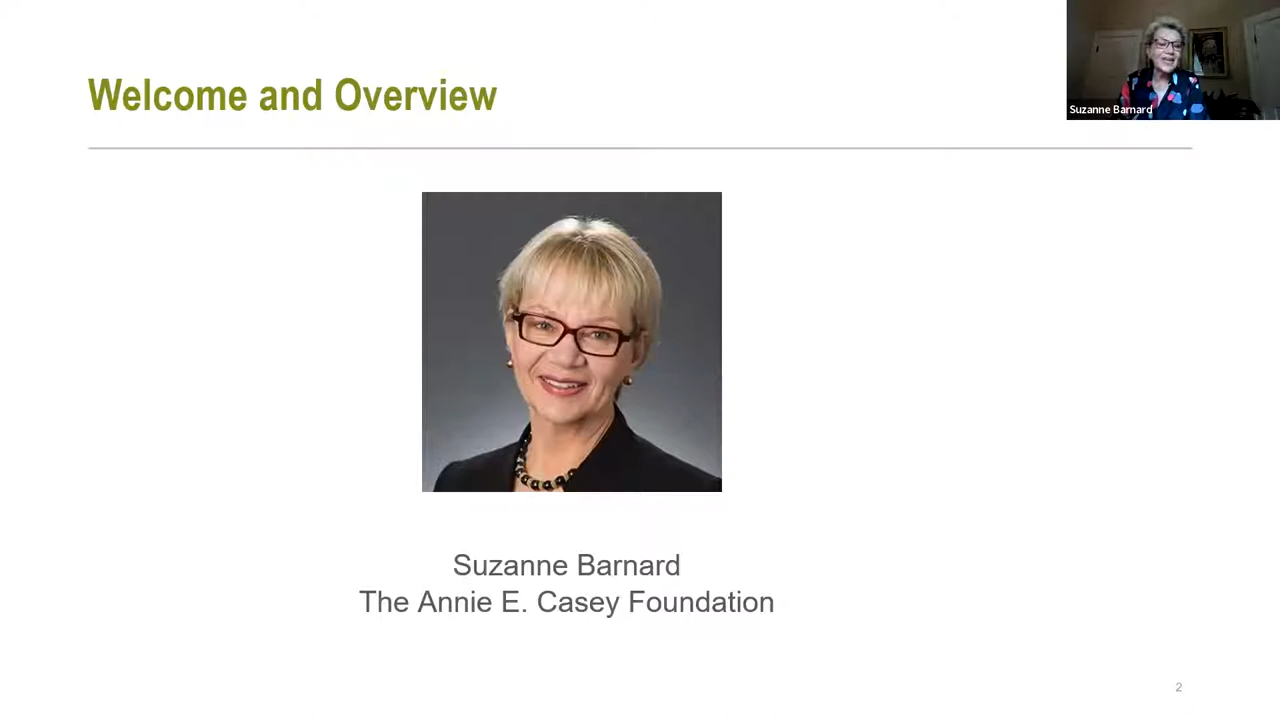 Welcome and Overview
Suzanne Barnard
Suzanne Barnard
The Annie E. Casey Foundation
2